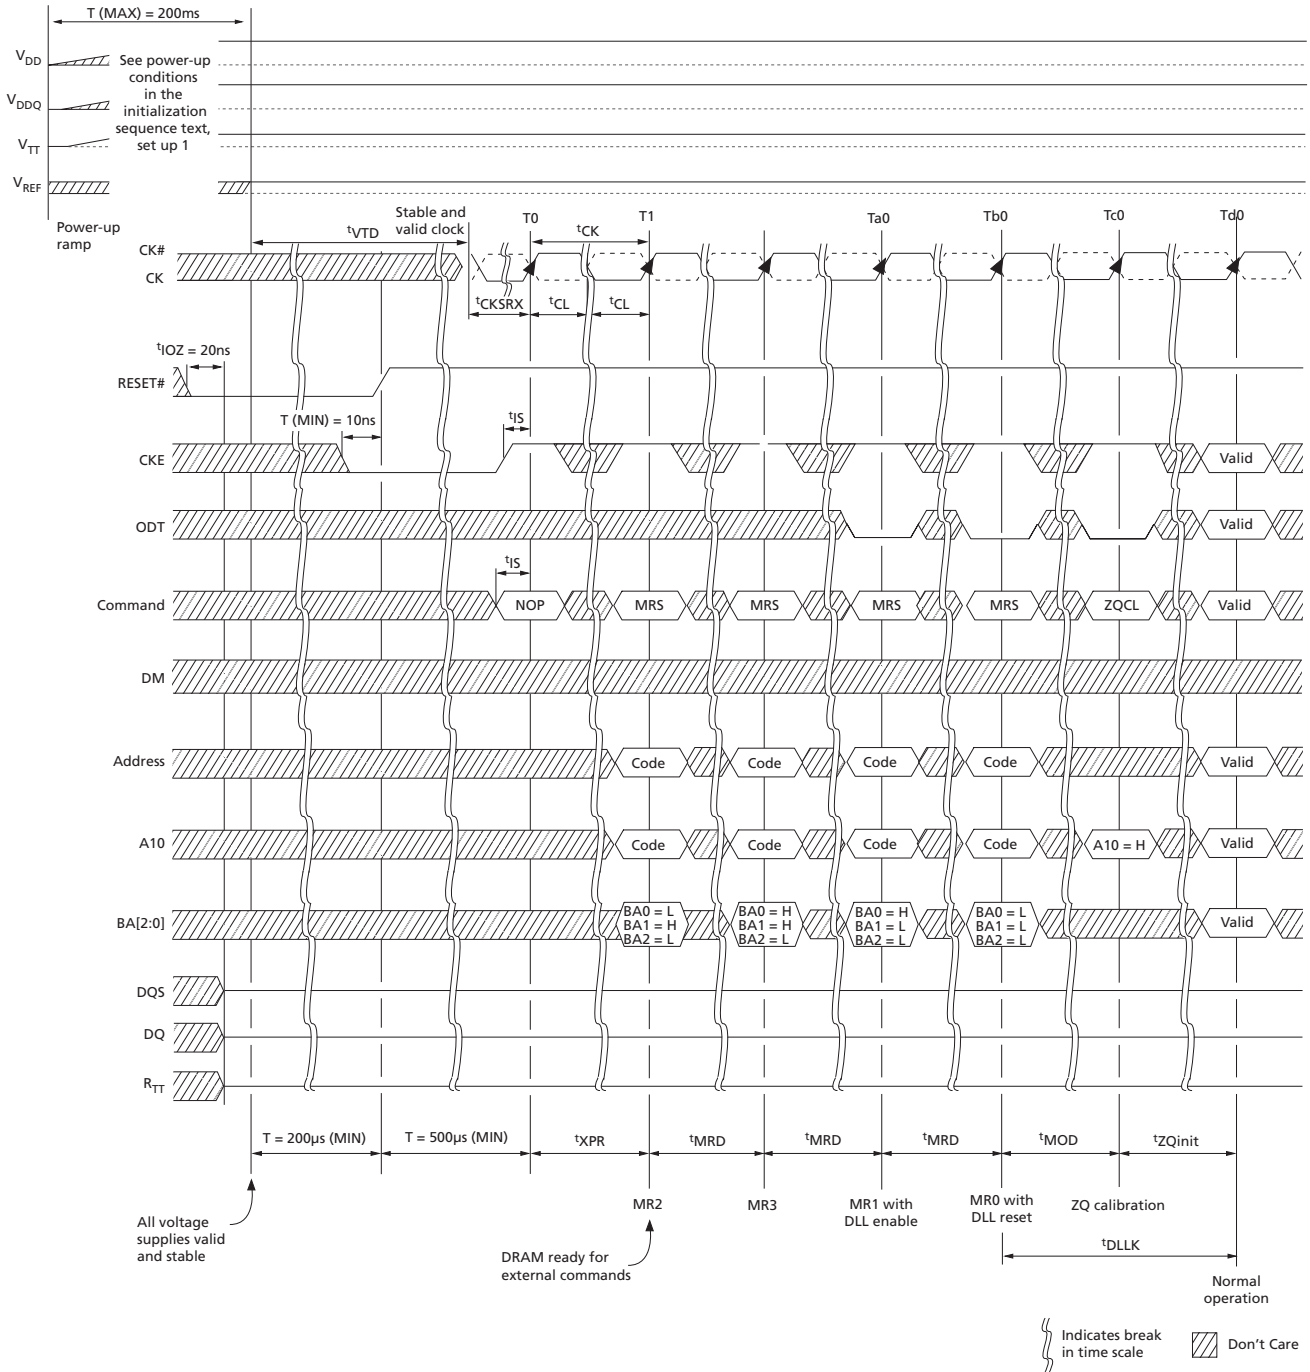 T (MAX) = 200ms
VDD
See power-up
conditions
in the
initialization
sequence text,
set up 1
VDDQ
VTT
VREF
Power-up
ramp
Stable and
valid clock
T0
T1
Ta0
Tb0
Tc0
Td0
tVTD
tCK
CK#
CK
tCKSRX
tCL
tCL
tIOZ = 20ns
RESET#
T (MIN) = 10ns
tIS
CKE
Valid
ODT
Valid
tIS
Command
NOP
MRS
MRS
MRS
MRS
ZQCL
Valid
DM
Address
Code
Code
Code
Code
Valid
A10
Code
Code
Code
Code
A10 = H
Valid
BA[2:0]
BA0 = L
BA1 = H
BA2 = L
BA0 = H
BA1 = H
BA2 = L
BA0 = H
BA1 = L
BA2 = L
BA0 = L
BA1 = L
BA2 = L
Valid
DQS
DQ
RTT
T = 200µs (MIN)
T = 500µs (MIN)
tXPR
tMRD
tMRD
tMRD
tMOD
tZQinit
MR2
MR3
MR1 with
DLL enable
MR0 with
DLL reset
ZQ calibration
All voltage
supplies valid
and stable
DRAM ready for
external commands
tDLLK
Normal
operation
Indicates break
in time scale
Don't Care